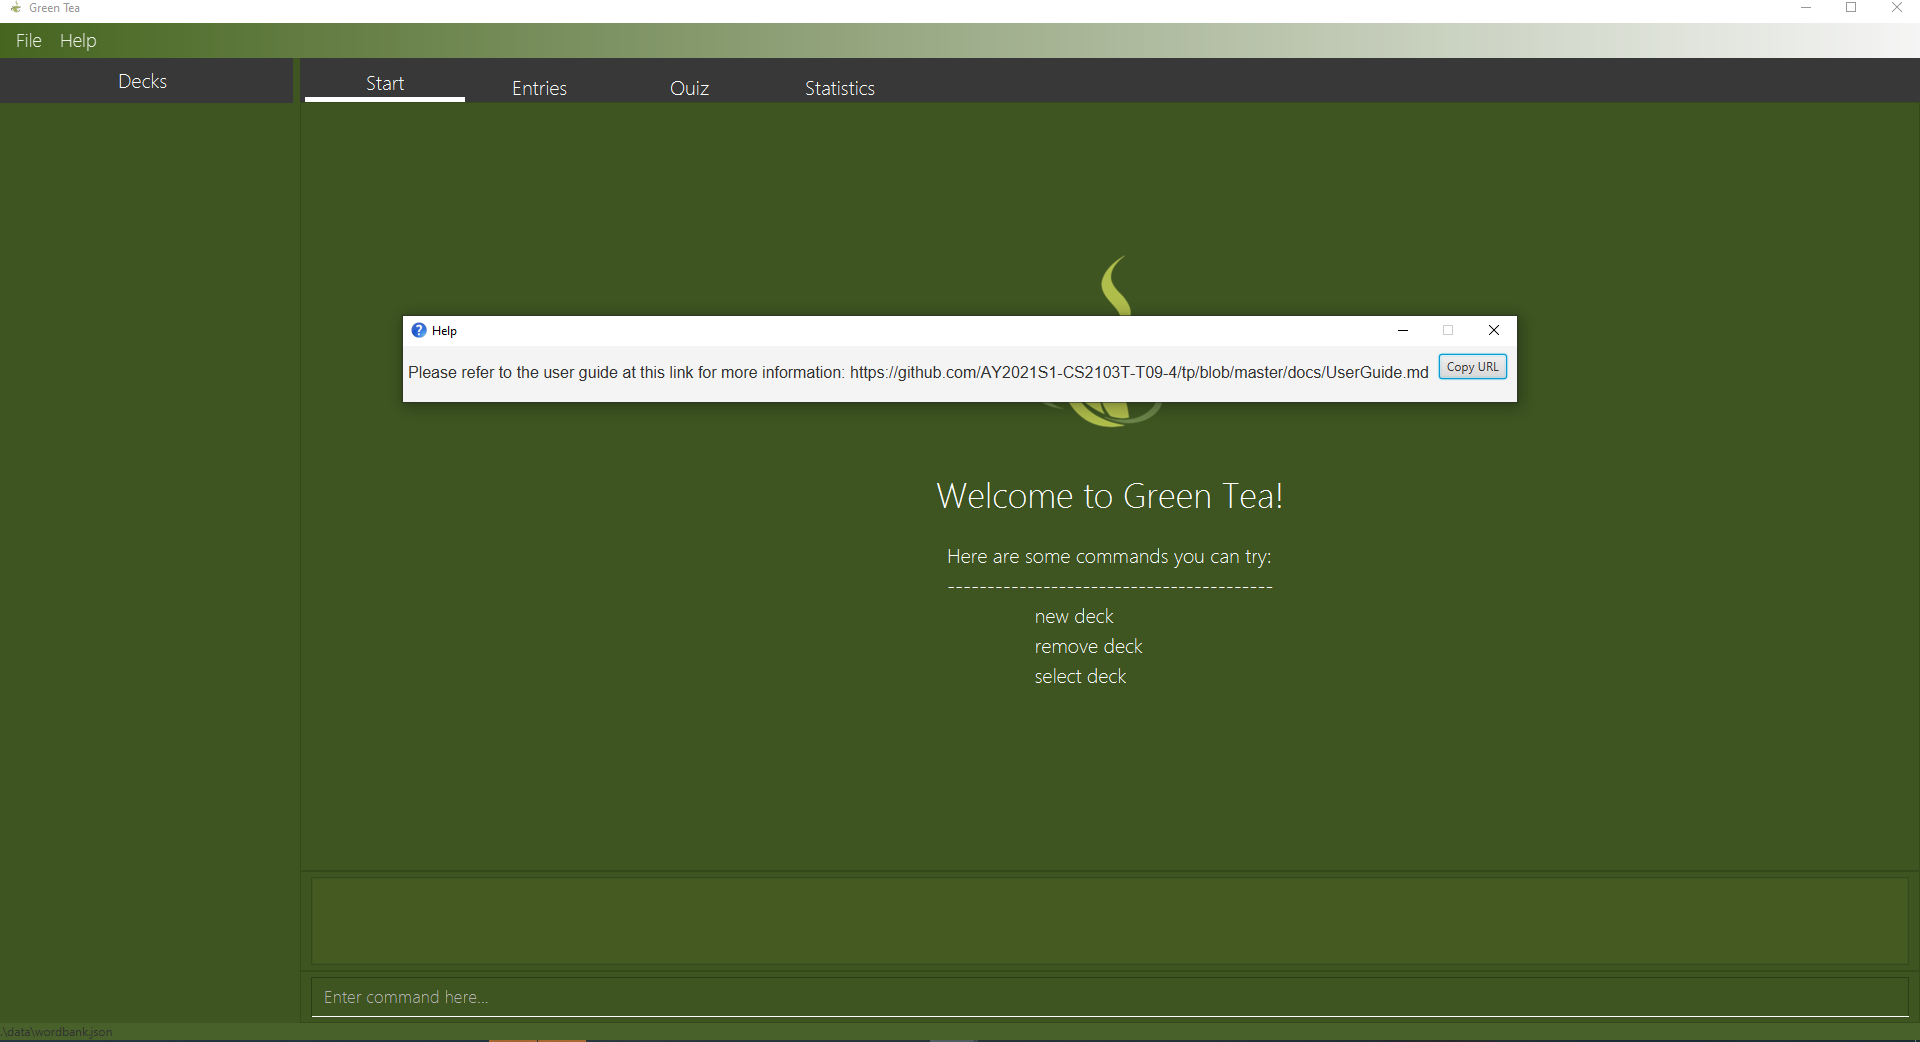 Green Tea
File Help
Decks
Start Entries Quiz Statistics
Help
Please refer to the user guide at this link for more information: https://github.com/AY2021S1-CS2103T-T09-4/tp/blob/master/docs/UserGuide.md Copy URL
Welcome to Green Tea!
Here are some commands you can try:
----------------------------------------
new deck
remove deck
select deck
Enter command here...
.\data\wordbank.json